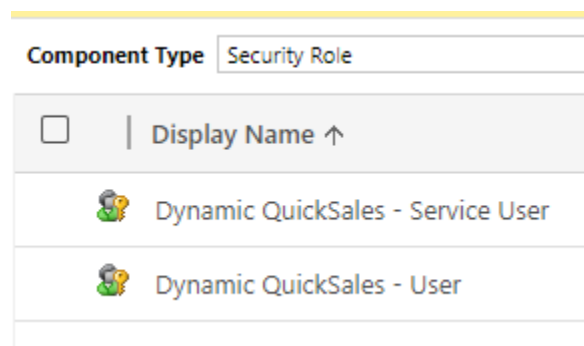 Component Type Security Role
Display Name ↑
Dynamic QuickSales - Service User
Dynamic QuickSales - User